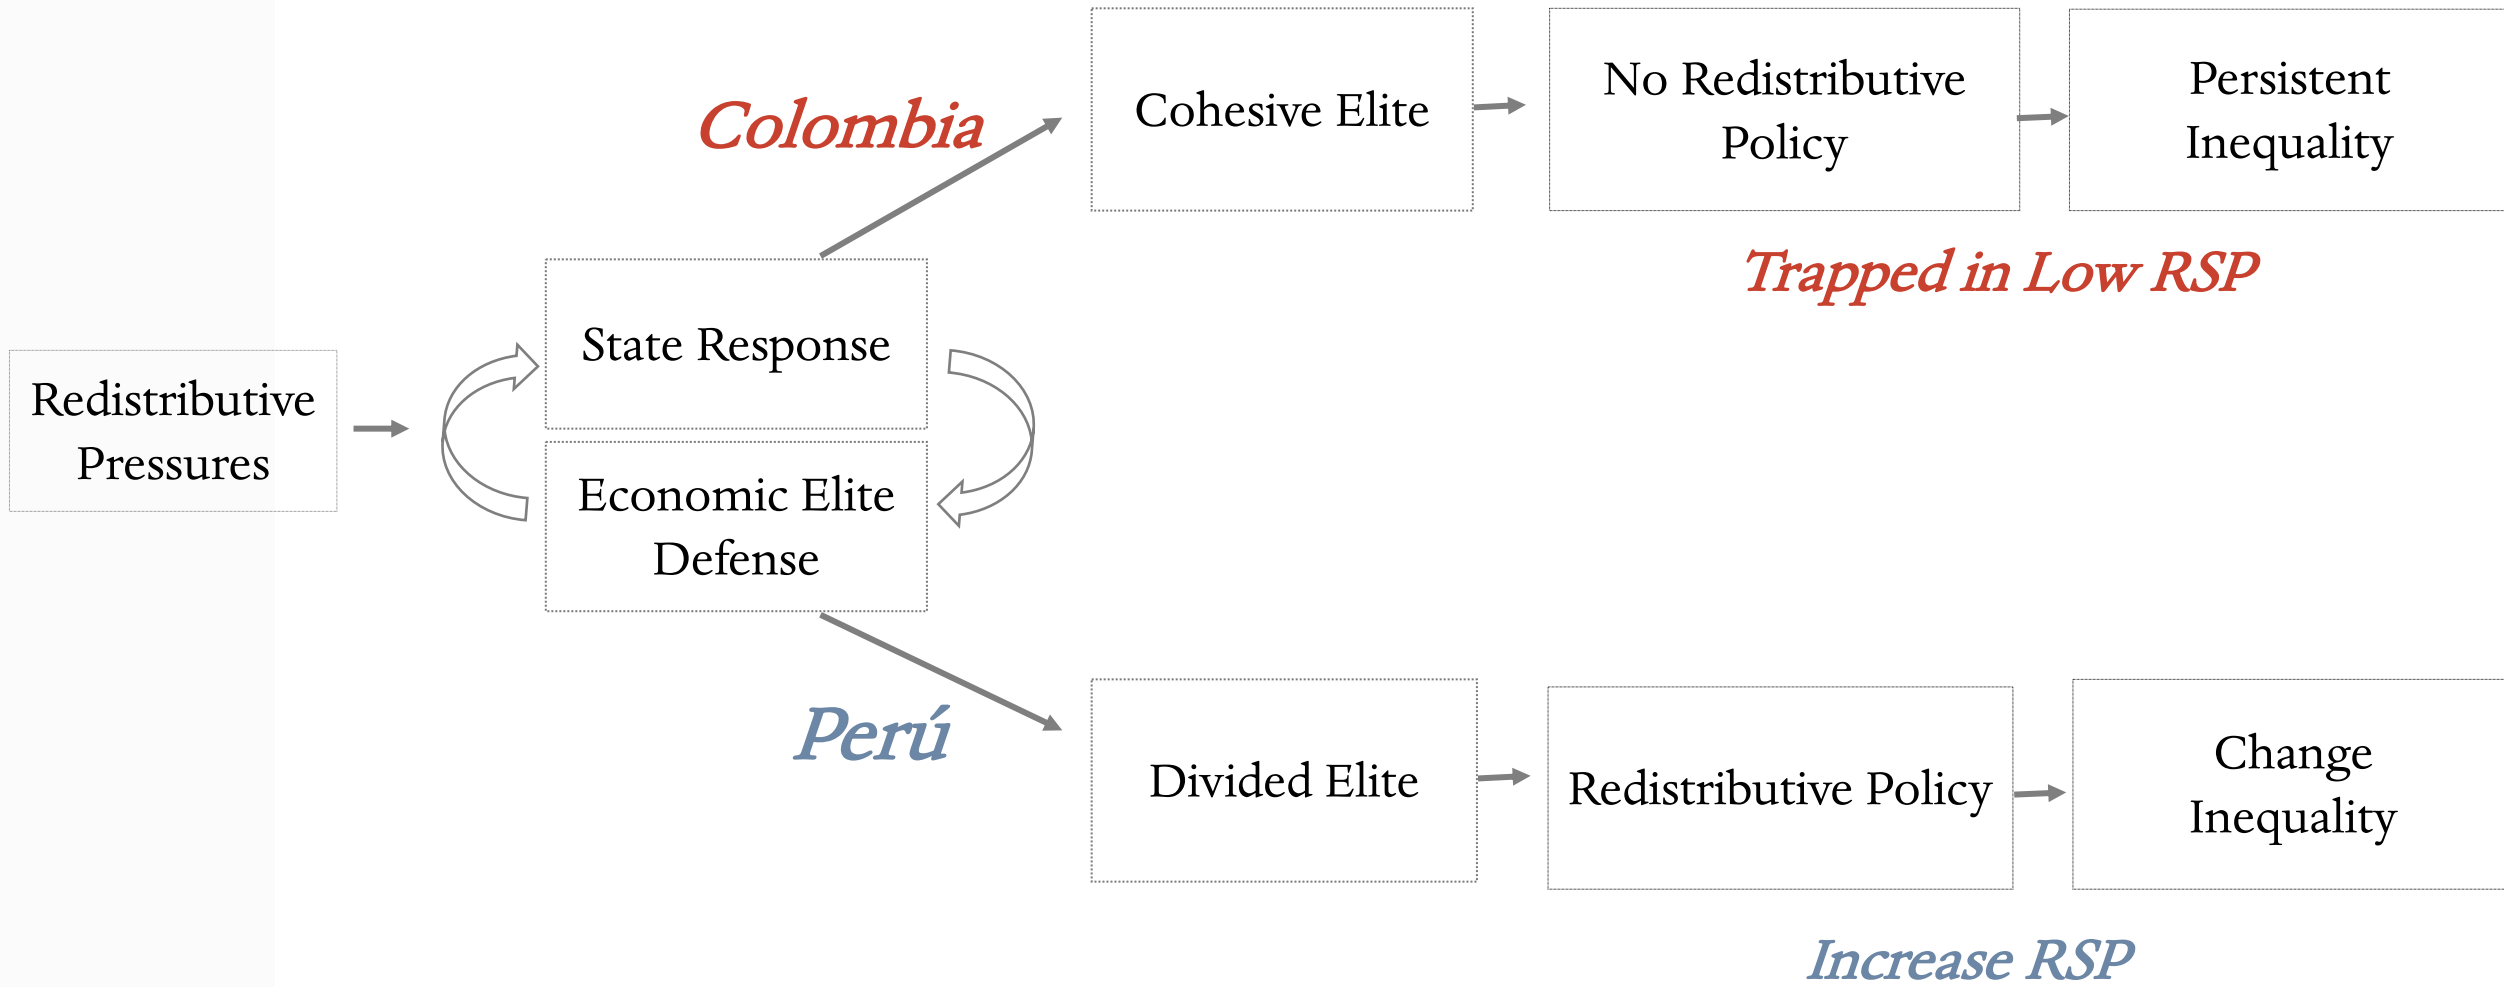 Colombia
Cohesive Elite
No Redisributive
Policy
Persistent
Inequality
Trapped in Low RSP
Redistributive
Pressures
State Response
Economic Elite
Defense
Perú
Divided Elite
Redistributive Policy
Change
Inequality
Increase RSP